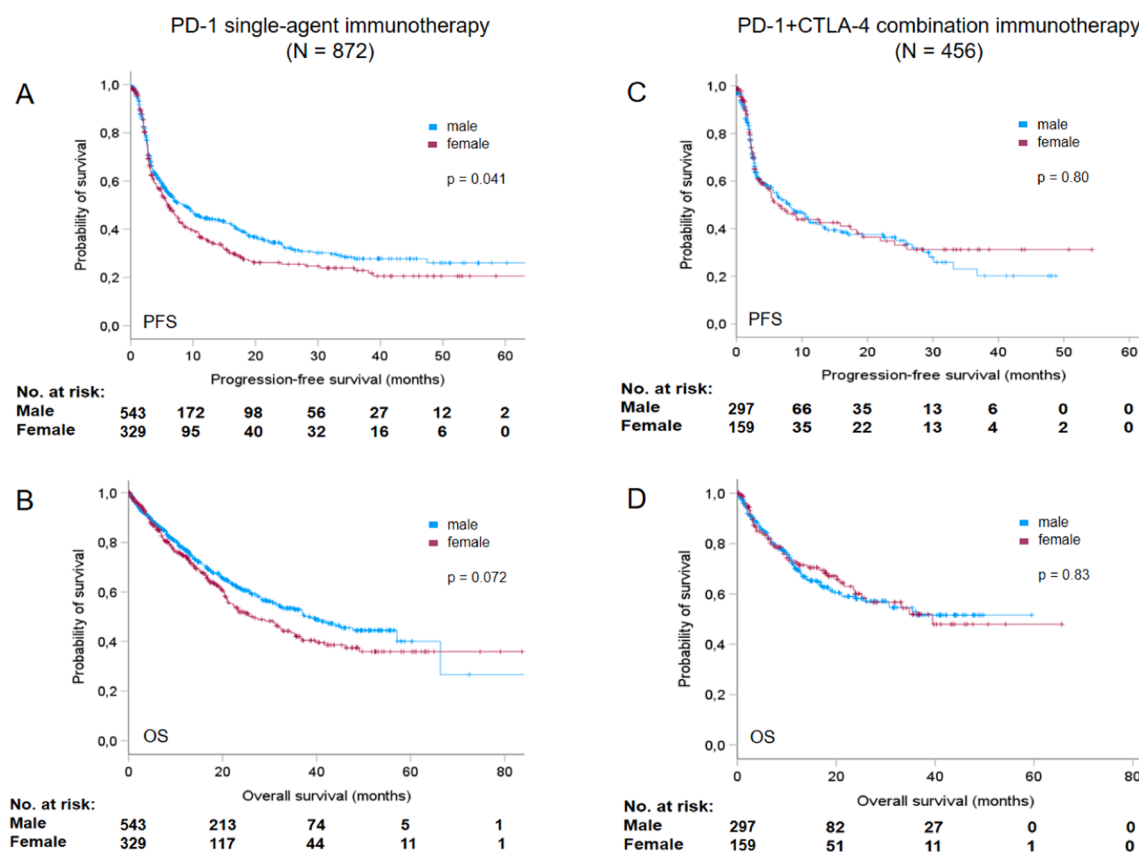 PD-1 single-agent immunotherapy
(N = 872)
A
1,0
0,8
0,6
0,4
0,2
0,0
Probability of survival
male
female
p = 0.041
PFS
0 10 20 30 40 50 60
Progression-free survival (months)
No. at risk:
Male 543 172 98 56 27 12 2
Female 329 95 40 32 16 6 0
B
1,0
0,8
0,6
0,4
0,2
0,0
Probability of survival
male
female
p = 0.072
OS
0 20 40 60 80
Overall survival (months)
No. at risk:
Male 543 213 74 5 1
Female 329 117 44 11 1
PD-1+CTLA-4 combination immunotherapy
(N = 456)
C
1,0
0,8
0,6
0,4
0,2
0,0
Probability of survival
male
female
p = 0.80
PFS
0 10 20 30 40 50 60
Progression-free survival (months)
No. at risk:
Male 297 66 35 13 6 0 0
Female 159 35 22 13 4 2 0
D
1,0
0,8
0,6
0,4
0,2
0,0
Probability of survival
male
female
p = 0.83
OS
0 20 40 60 80
Overall survival (months)
No. at risk:
Male 297 82 27 0 0
Female 159 51 11 1 0